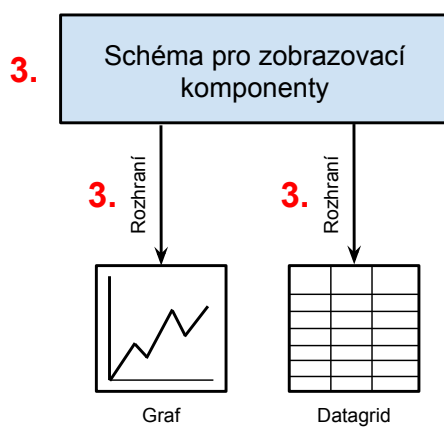 3.
Schéma pro zobrazovací
komponenty
3.
Rozhraní
3.
Rozhraní
Graf
Datagrid